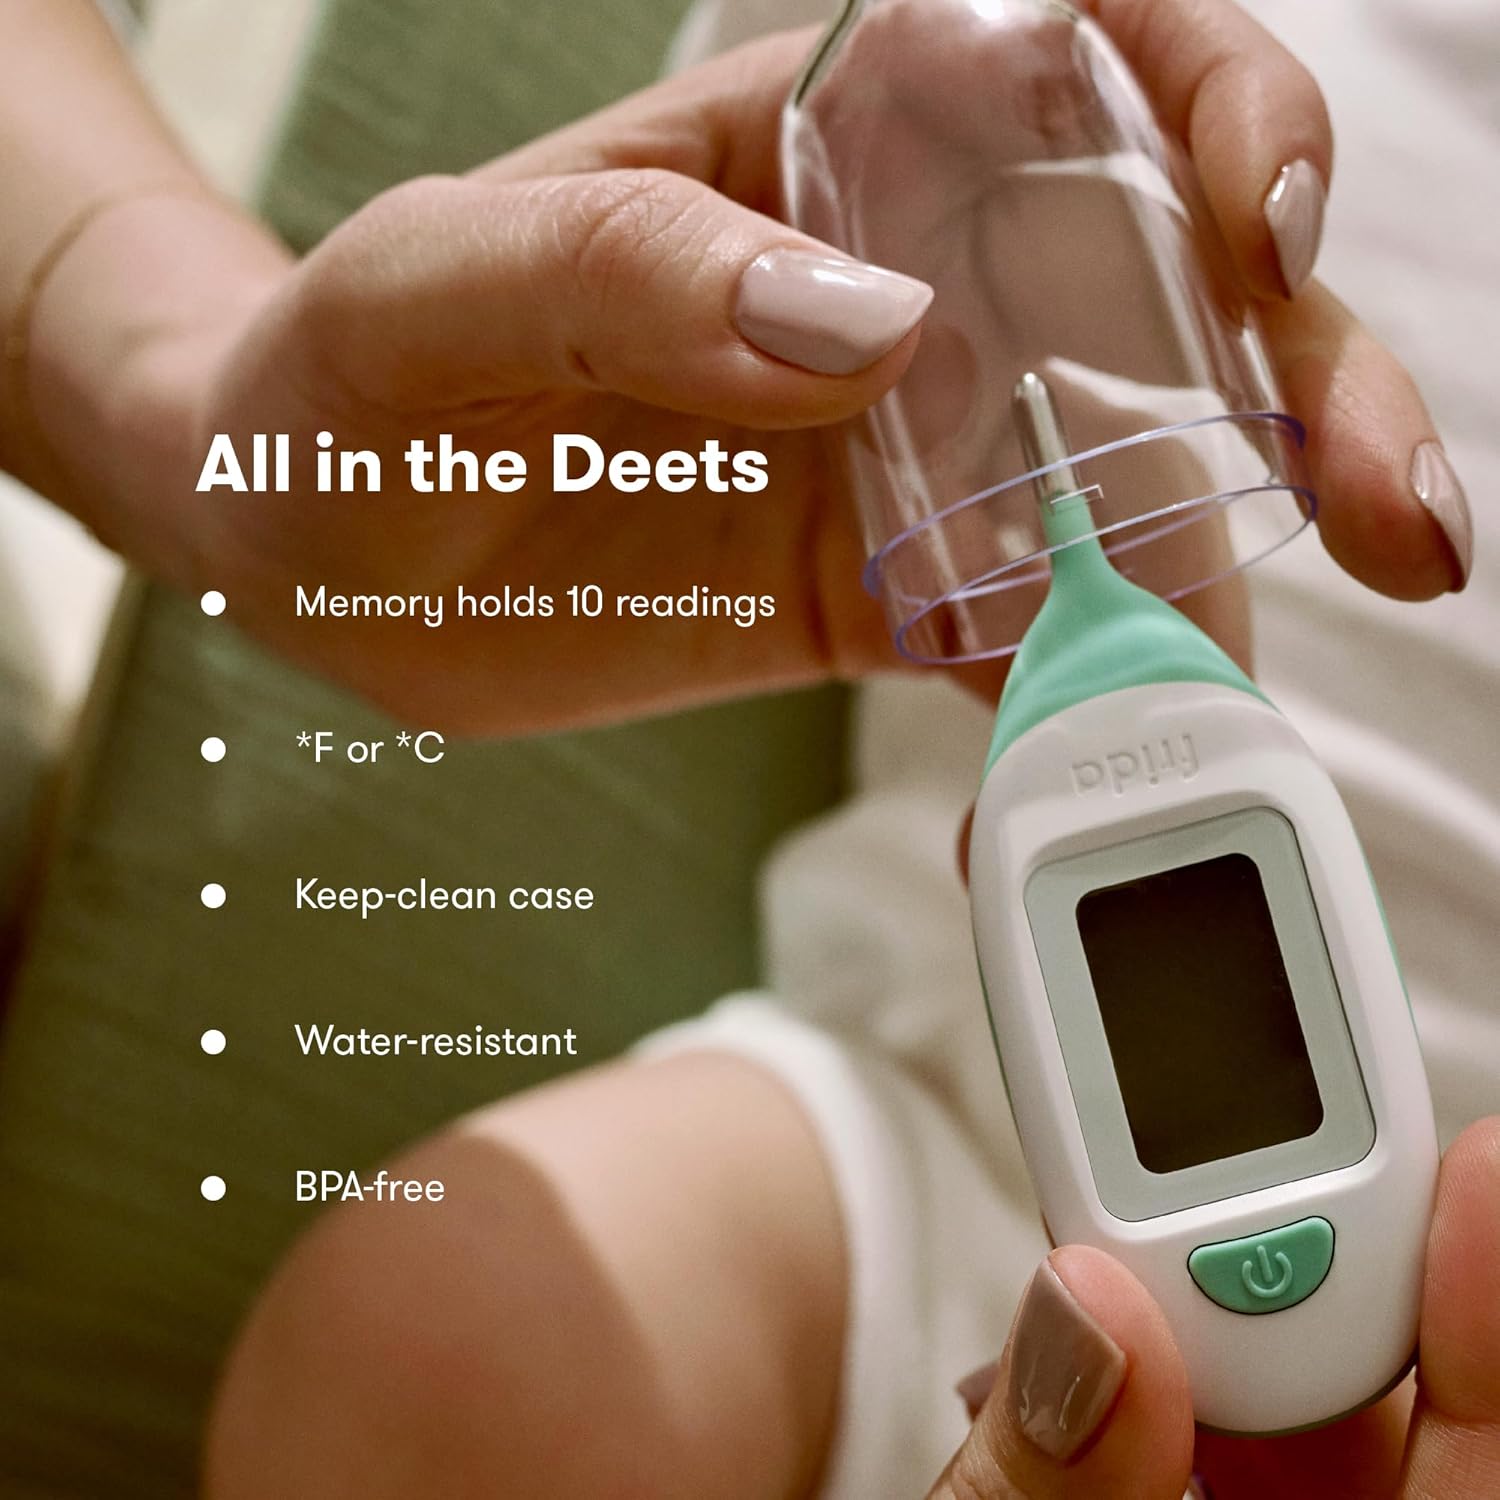 All in the Deets
Memory holds 10 readings
*F or *C
Keep-clean case
Water-resistant
BPA-free
frida